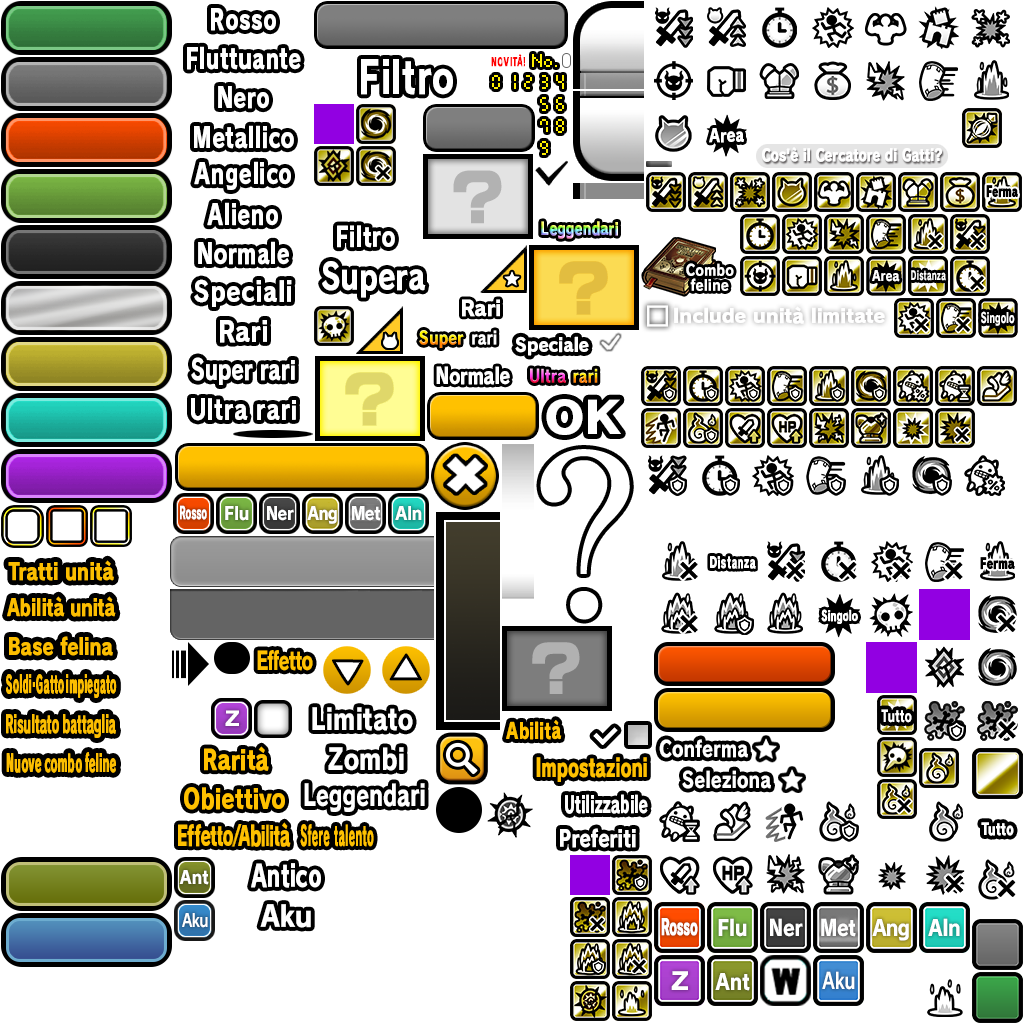 Rosso
Fluttuante
Nero
Metallico
Angelico
Alieno
Normale
Speciali
Rari
Super rari
Ultra rari
Filtro
NOVITÀ!
No.
0 1 2 3 4
5 6
7 8
9
?
Leggendari
Filtro
Supera
Rari
Super rari
Speciale
Normale
Ultra rari
?
?
OK
?
Rosso
Flu
Ner
Ang
Met
Aln
Tratti unità
Abilità unità
Base felina
Soldi-Gatto impiegato
Risultato battaglia
Nuove combo feline
Effetto
Z
Limitato
Rarità
Zombi
Obiettivo
Leggendari
Effetto/Abilità
Sfere talento
Ant
Antico
Aku
Aku
?
Abilità
Impostazioni
Utilizzabile
Preferiti
$
Area
Cos'è il Cercatore di Gatti?
$
Ferma
Combo feline
Area
Distanza
Include unità limitate
Singolo
%
HP
%
Distanza
Ferma
Singolo
Tutto
Conferma
Seleziona
Tutto
HP
Rosso
Flu
Ner
Met
Ang
Aln
Z
Ant
W
Aku